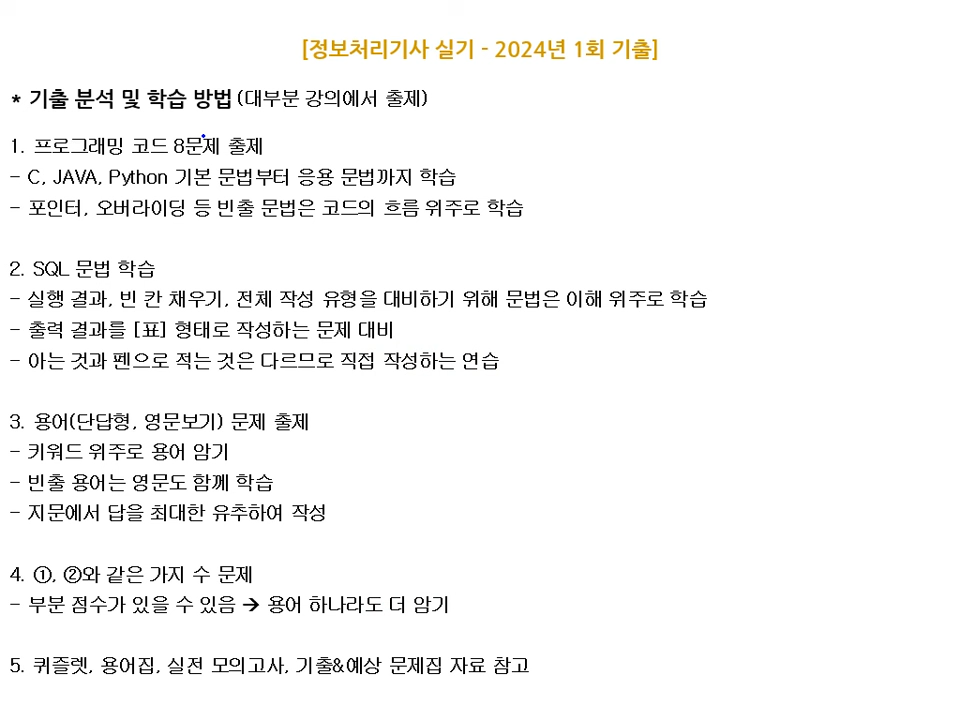 [정보처리기사 실기 - 2024년 1회 기출]
* 기출 분석 및 학습 방법 (대부분 강의에서 출제)
1. 프로그래밍 코드 8문제 출제
- C, JAVA, Python 기본 문법부터 응용 문법까지 학습
- 포인터, 오버라이딩 등 빈출 문법은 코드의 흐름 위주로 학습
2. SQL 문법 학습
- 실행 결과, 빈 칸 채우기, 전체 작성 유형을 대비하기 위해 문법은 이해 위주로 학습
- 출력 결과를 [표] 형태로 작성하는 문제 대비
- 아는 것과 펜으로 적는 것은 다르므로 직접 작성하는 연습
3. 용어(단답형, 영문보기) 문제 출제
- 키워드 위주로 용어 암기
- 빈출 용어는 영문도 함께 학습
- 지문에서 답을 최대한 유추하여 작성
4. ①, ②와 같은 가지 수 문제
- 부분 점수가 있을 수 있음 → 용어 하나라도 더 암기
5. 퀴즐렛, 용어집, 실전 모의고사, 기출&예상 문제집 자료 참고